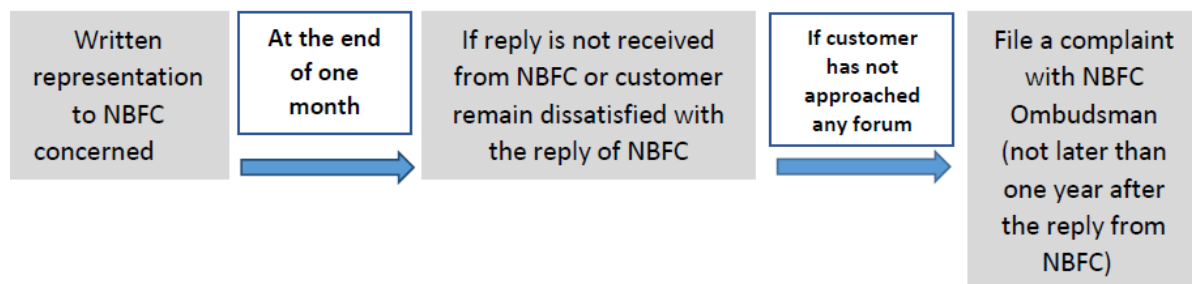 Written
representation
to NBFC
concerned
At the end
of one
month
If reply is not received
from NBFC or customer
remain dissatisfied with
the reply of NBFC
If customer
has not
approached
any forum
File a complaint
with NBFC
Ombudsman
(not later than
one year after
the reply from
NBFC)